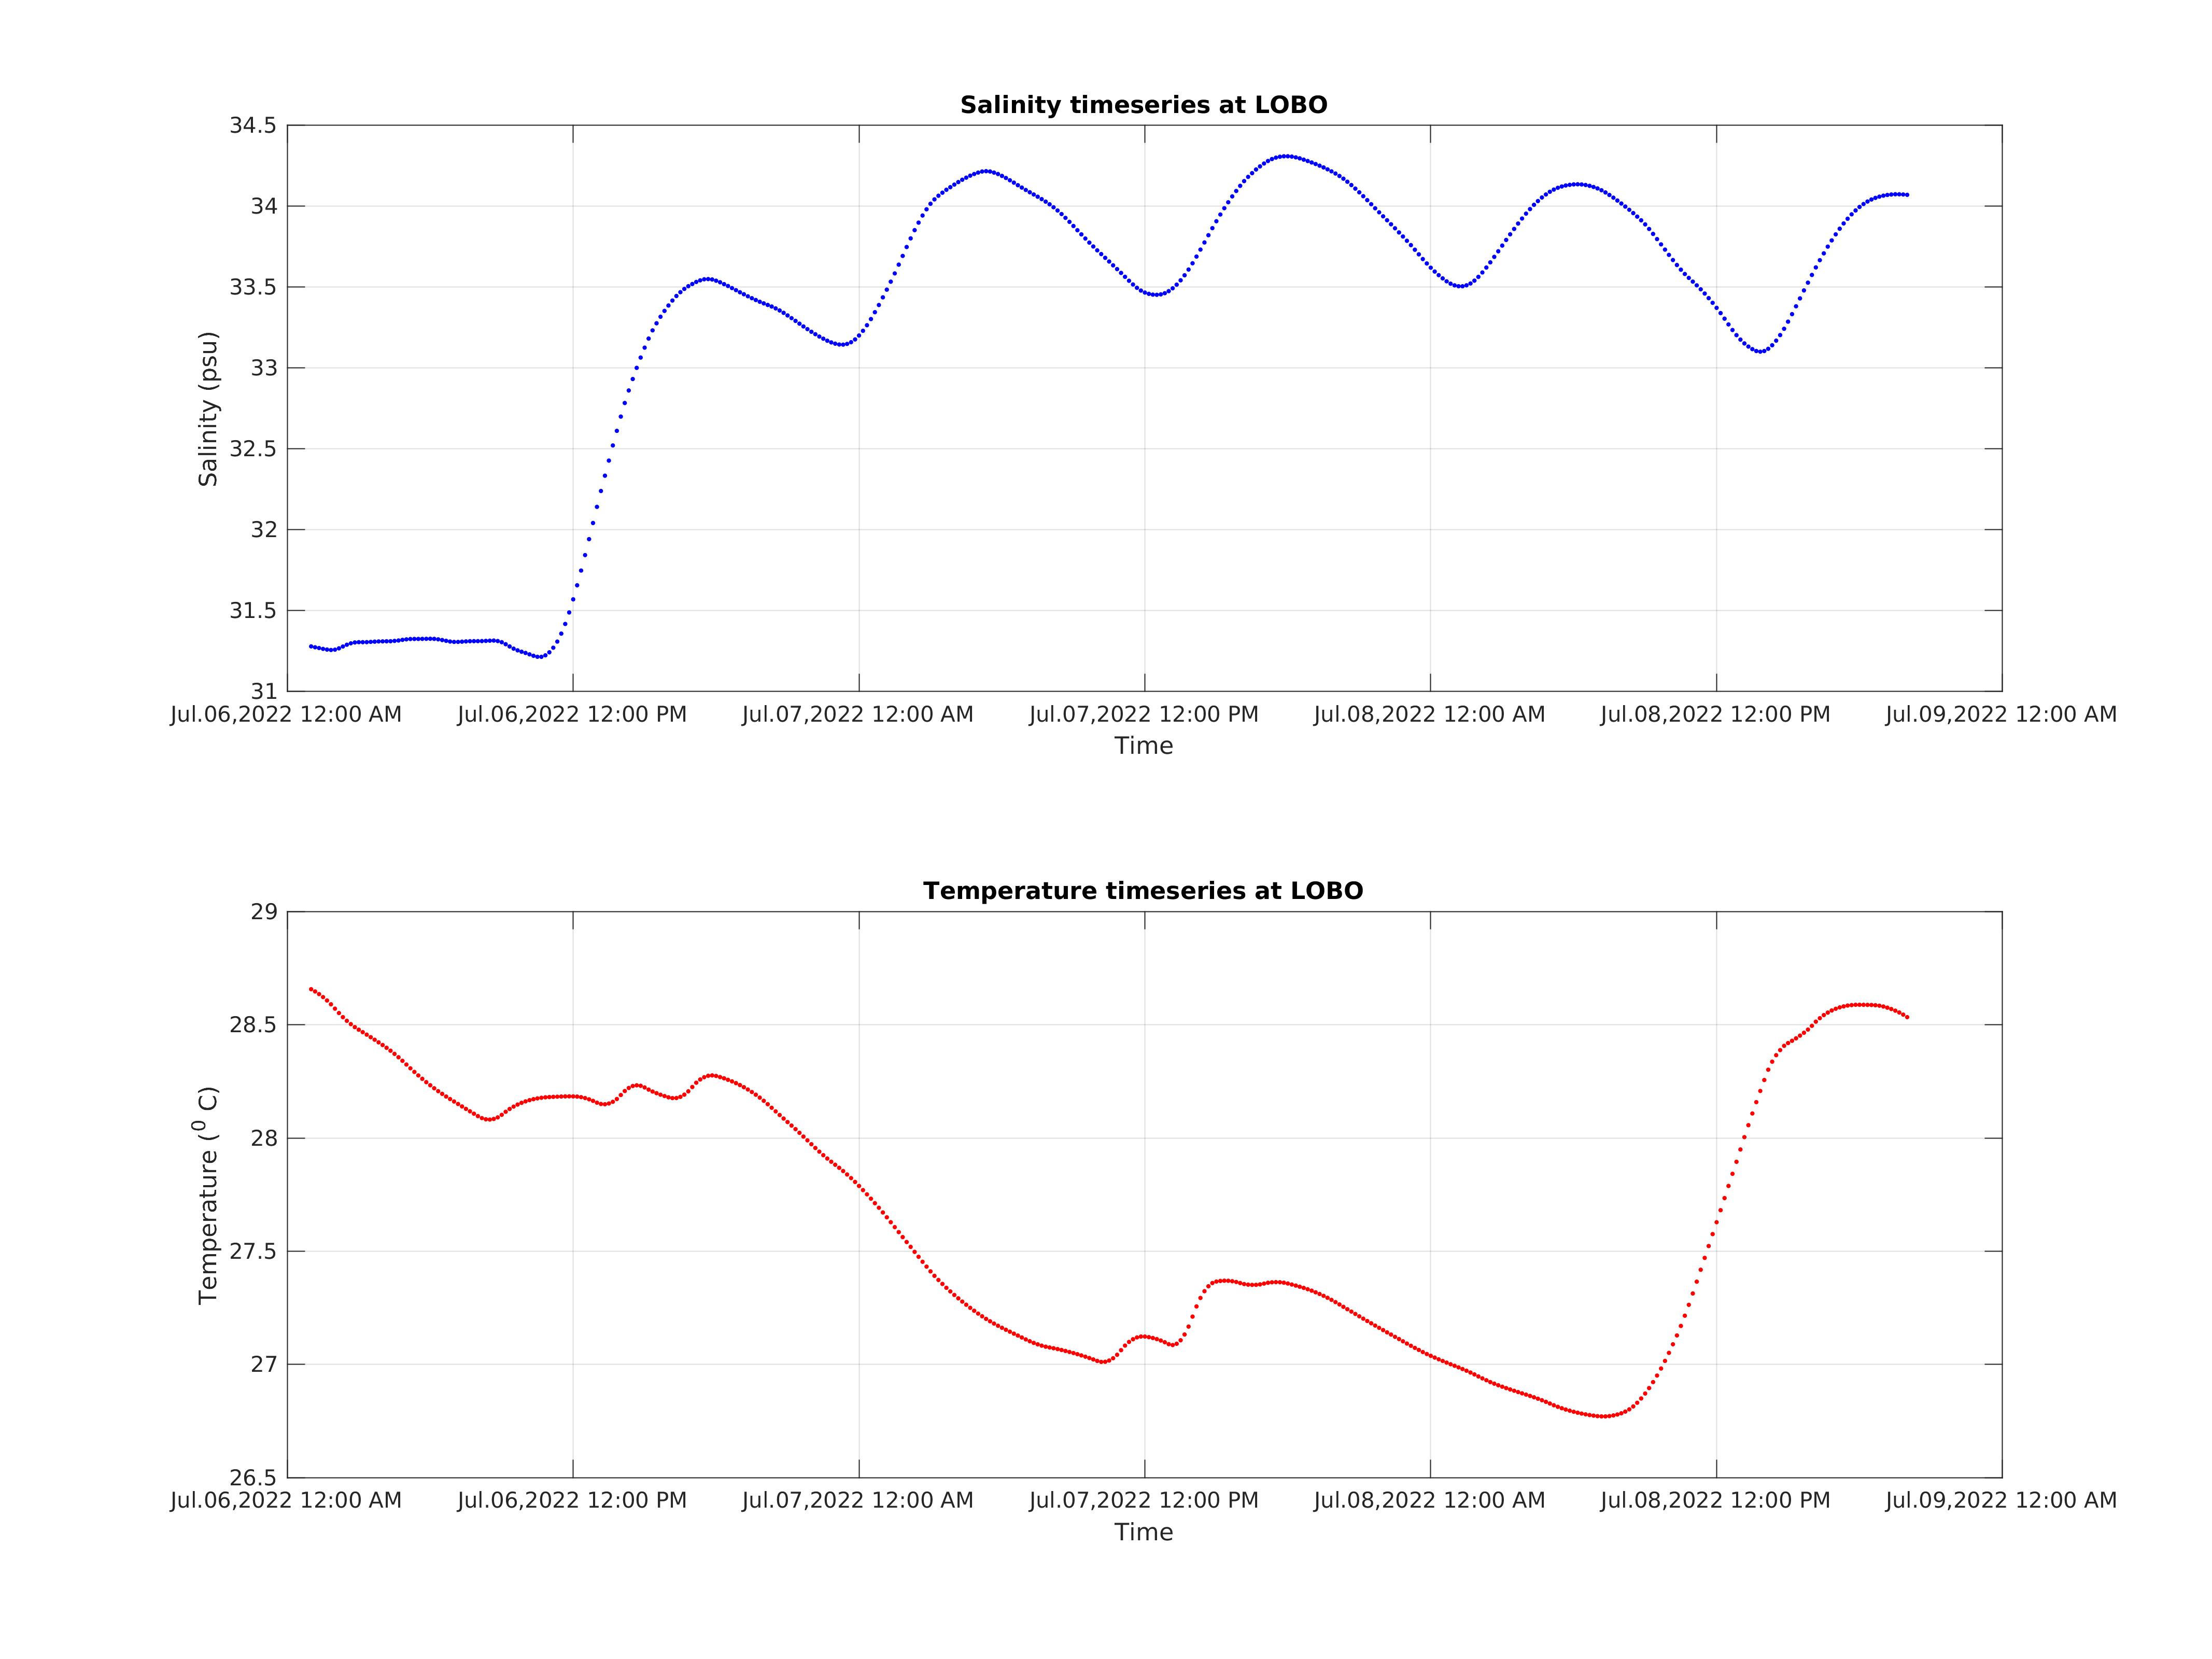 Salinity timeseries at LOBO
34.5
34
33.5
33
32.5
32
31.5
31
Salinity (psu)
Jul.06,2022 12:00 AM Jul.06,2022 12:00 PM Jul.07,2022 12:00 AM Jul.07,2022 12:00 PM Jul.08,2022 12:00 AM Jul.08,2022 12:00 PM Jul.09,2022 12:00 AM
Time
Temperature timeseries at LOBO
29
28.5
28
27.5
27
26.5
Temperature (⁰ C)
Jul.06,2022 12:00 AM Jul.06,2022 12:00 PM Jul.07,2022 12:00 AM Jul.07,2022 12:00 PM Jul.08,2022 12:00 AM Jul.08,2022 12:00 PM Jul.09,2022 12:00 AM
Time